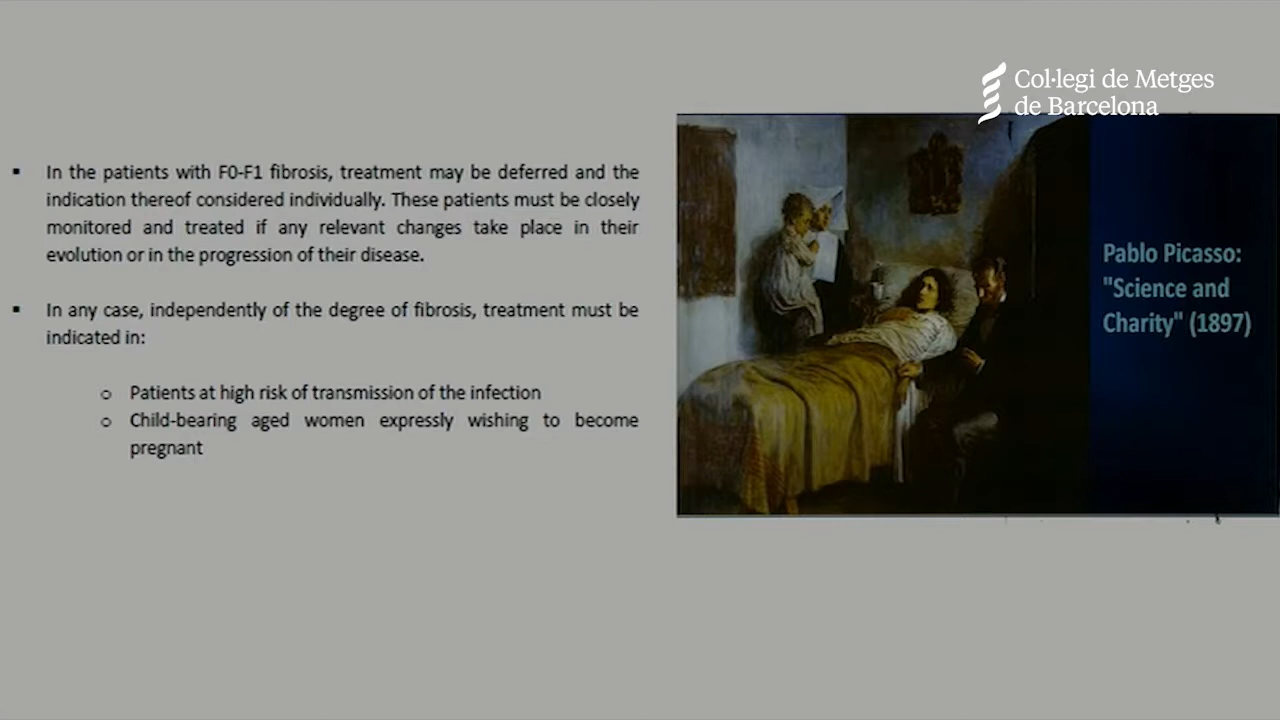 Col·legi de Metges
de Barcelona
▪ In the patients with F0-F1 fibrosis, treatment may be deferred and the
indication thereof considered individually. These patients must be closely
monitored and treated if any relevant changes take place in their
evolution or in the progression of their disease.
▪ In any case, independently of the degree of fibrosis, treatment must be
indicated in:
o Patients at high risk of transmission of the infection
o Child-bearing aged women expressly wishing to become
pregnant
Pablo Picasso:
"Science and
Charity" (1897)